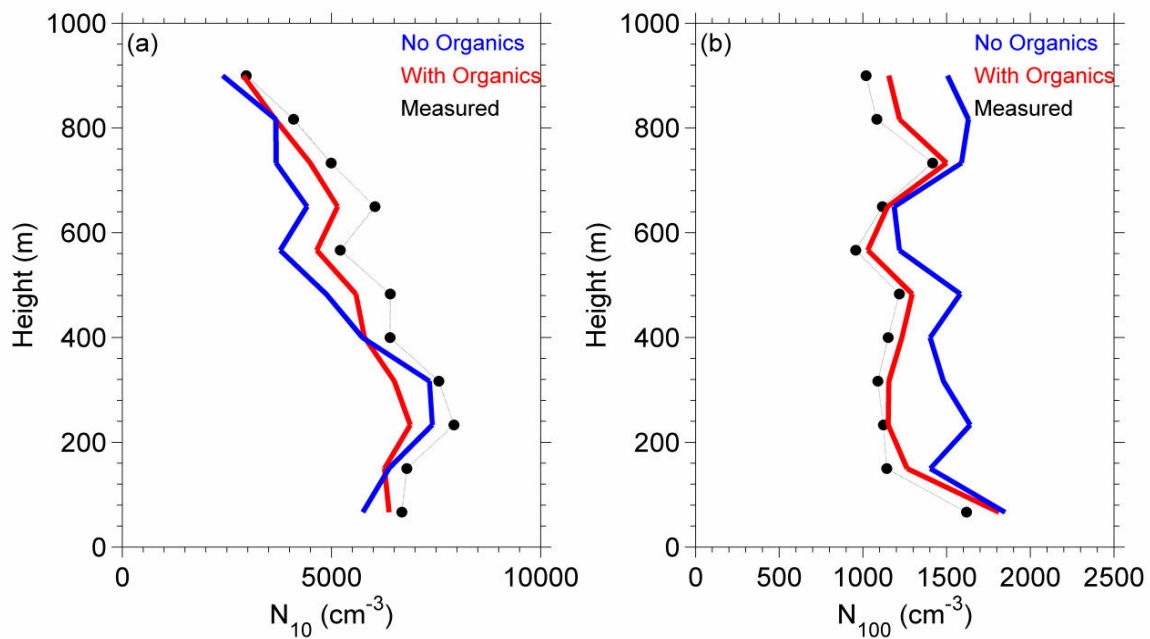 (a)
No Organics
With Organics
Measured
1000
800
600
400
200
0
Height (m)
0
5000
10000
N10 (cm-3)
(b)
No Organics
With Organics
Measured
1000
800
600
400
200
0
Height (m)
0
500
1000
1500
2000
2500
N100 (cm-3)